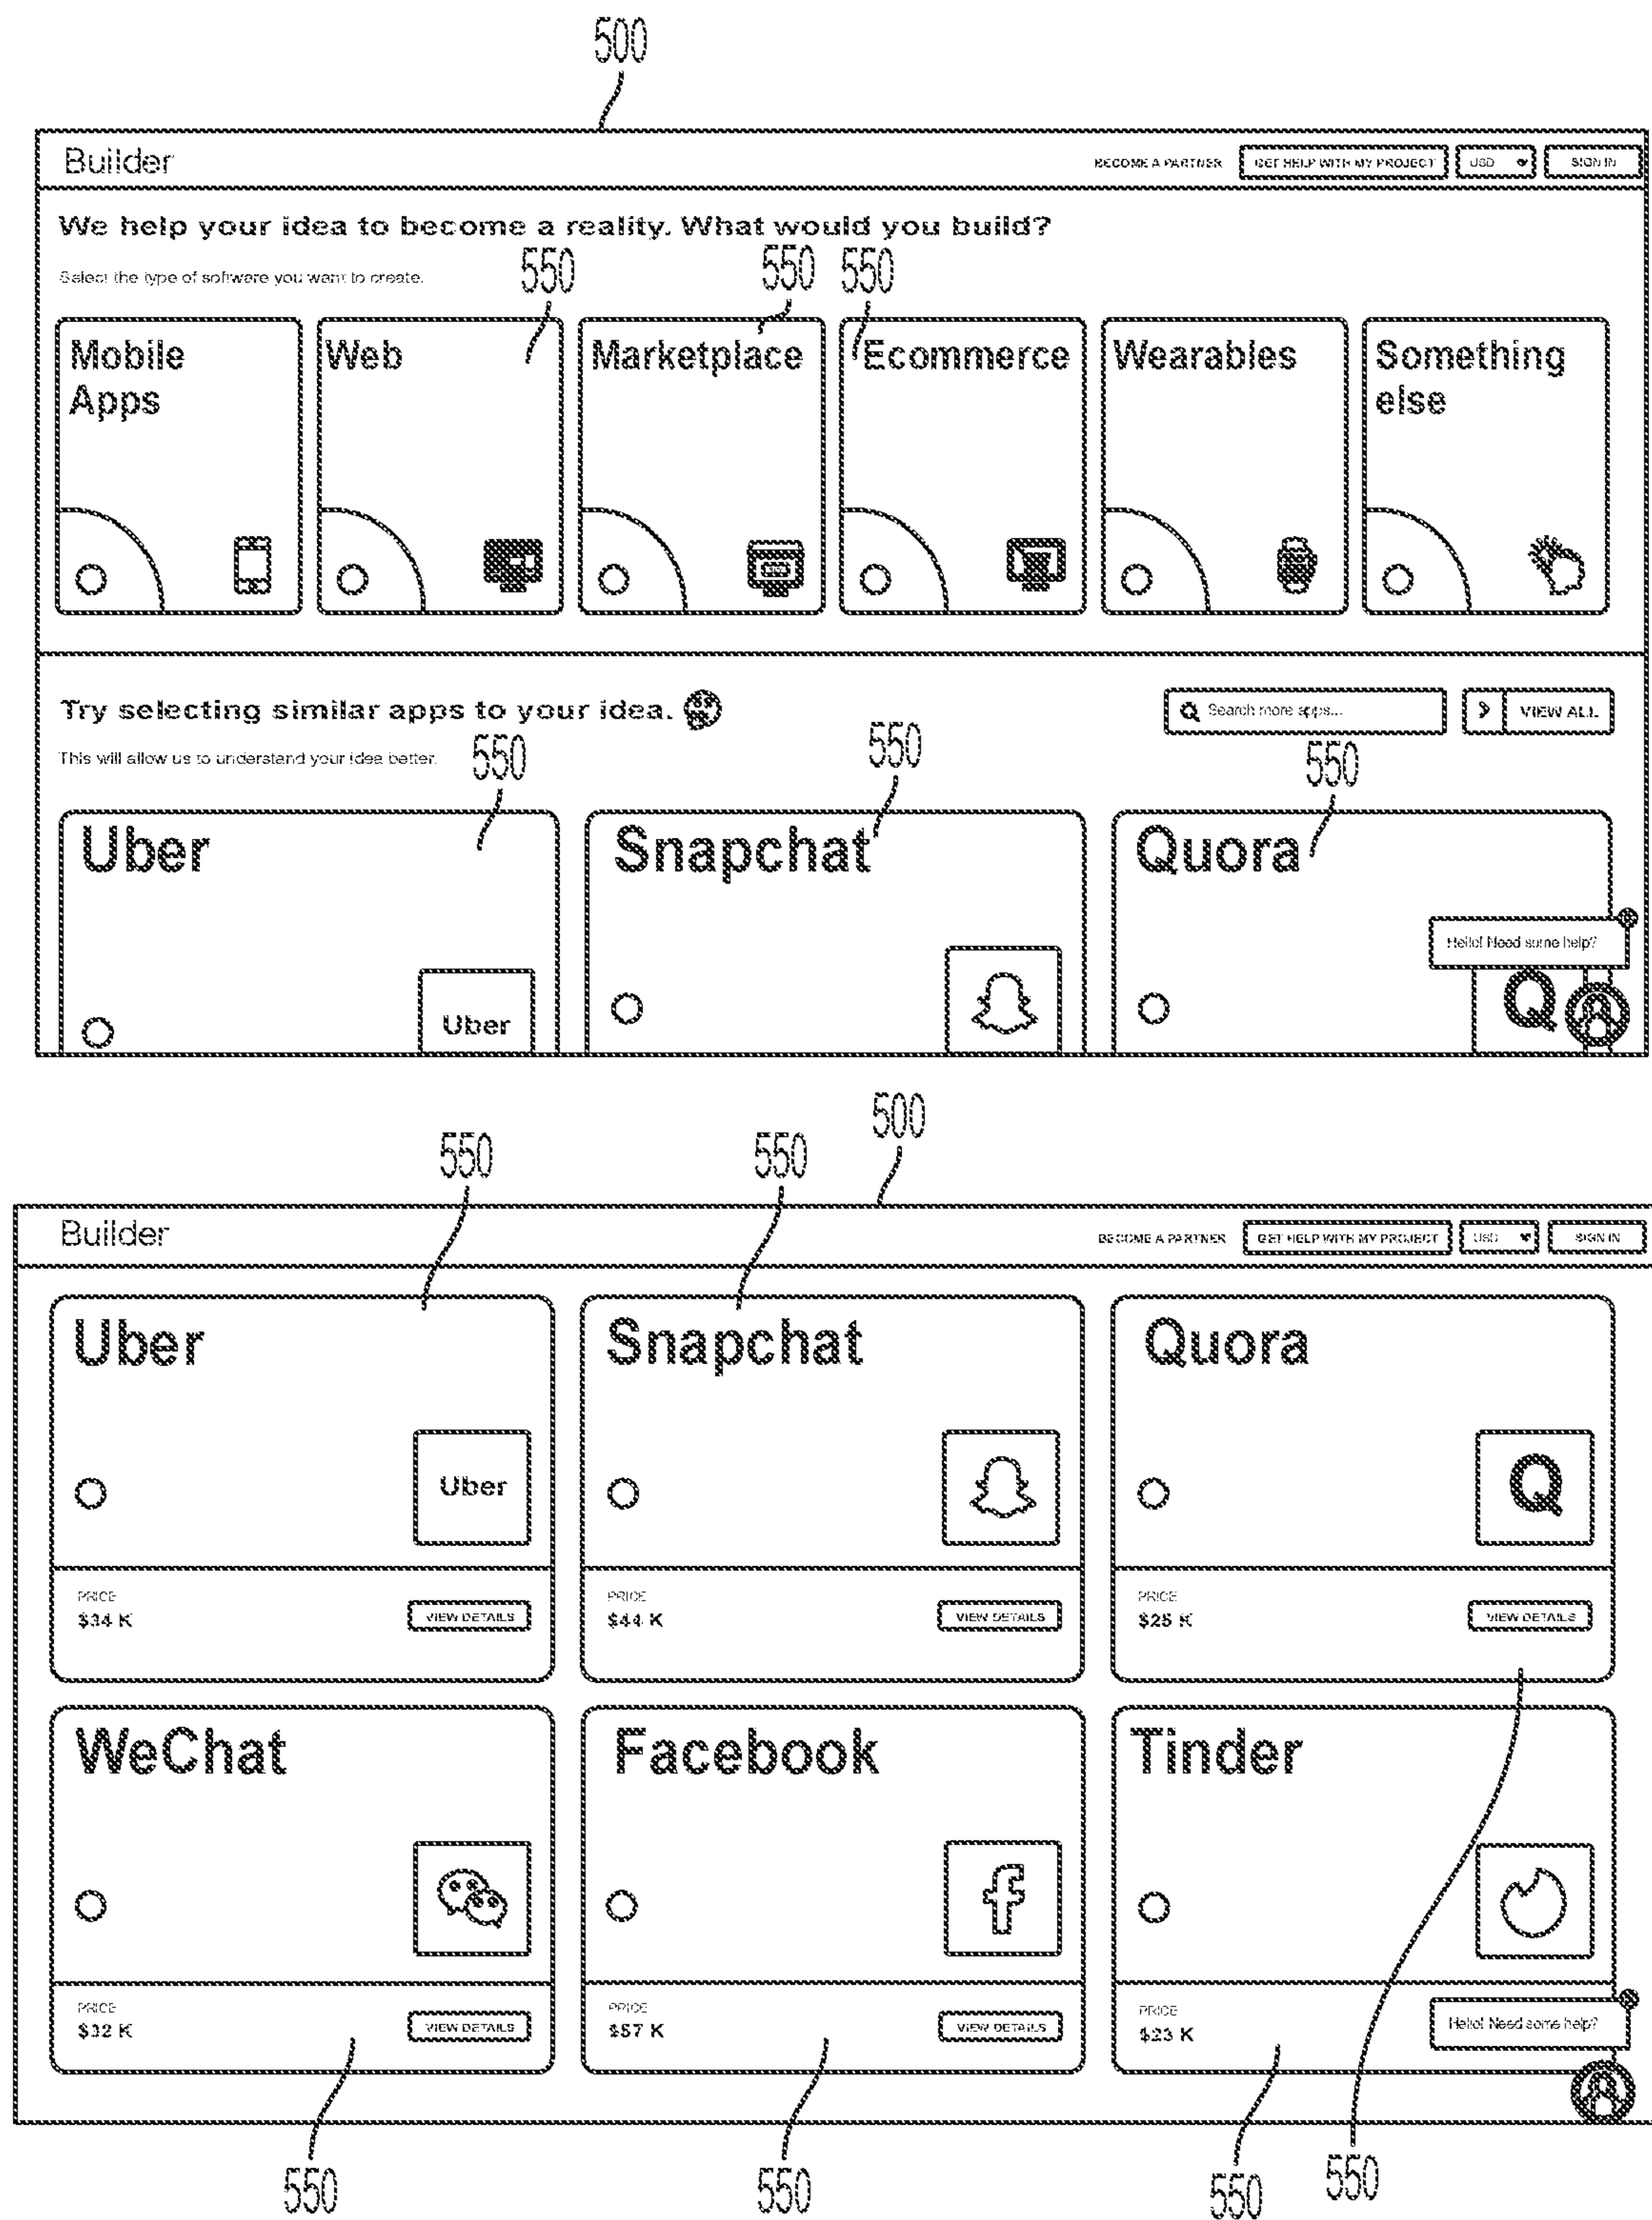 500
Builder
BECOME A PARTNER
GET HELP WITH MY PROJECT
USD
SIGN IN
We help your idea to become a reality. What would you build?
Select the type of software you want to create.
550
550
550
Mobile
Apps
Web
Marketplace
Ecommerce
Wearables
Something
else
Try selecting similar apps to your idea.
Search more apps...
VIEW ALL
This will allow us to understand your idea better.
550
550
550
Uber
Snapchat
Quora
Hello! Need some help?
Uber
Q
500
550
550
Builder
BECOME A PARTNER
GET HELP WITH MY PROJECT
USD
SIGN IN
Uber
Snapchat
Quora
Uber
Q
PRICE
$34 K
VIEW DETAILS
PRICE
$44 K
VIEW DETAILS
PRICE
$25 K
VIEW DETAILS
WeChat
Facebook
Tinder
f
PRICE
$32 K
VIEW DETAILS
PRICE
$57 K
VIEW DETAILS
PRICE
$23 K
Hello! Need some help?
550
550
550
550